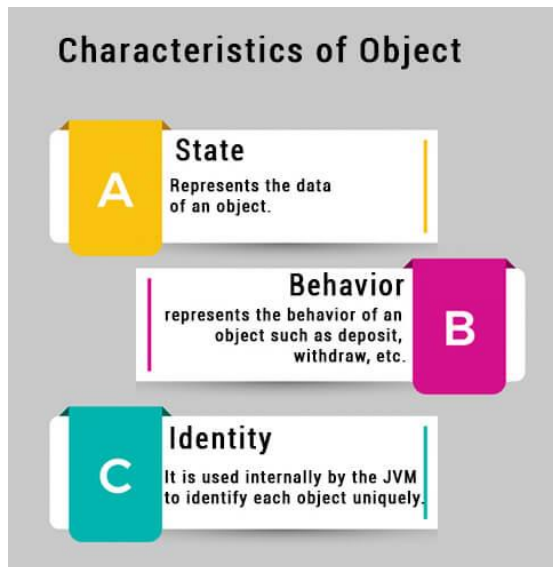 Characteristics of Object
A
State
Represents the data
of an object.
Behavior
represents the behavior of an
object such as deposit,
withdraw, etc.
B
C
Identity
It is used internally by the JVM
to identify each object uniquely.